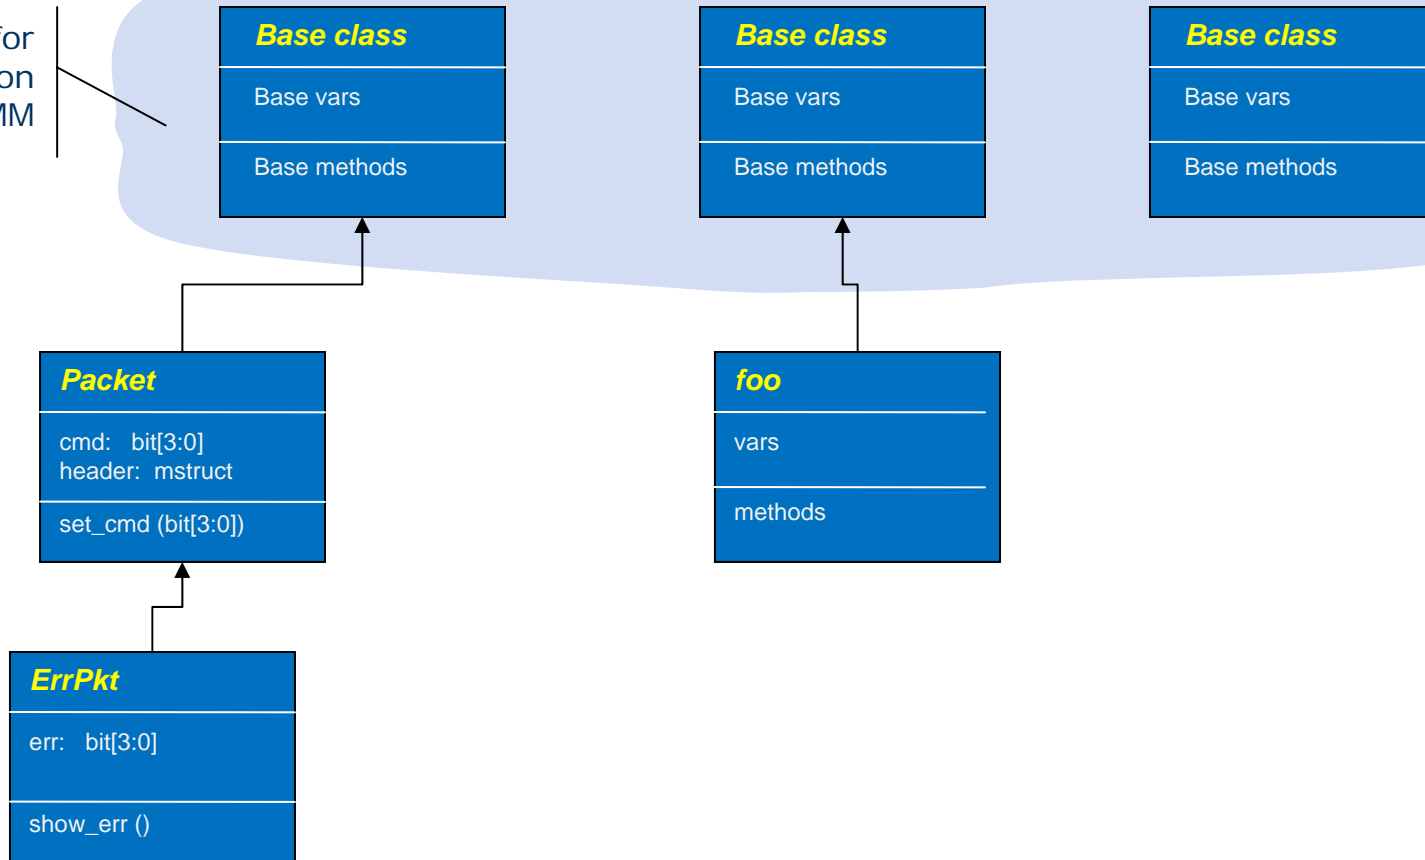 for
on
Base class
Base vars
Base methods
Base class
Base vars
Base methods
Base class
Base vars
Base methods
Packet
cmd: bit[3:0]
header: mstruct
set_cmd (bit[3:0])
foo
vars
methods
ErrPkt
err: bit[3:0]
show_err ()